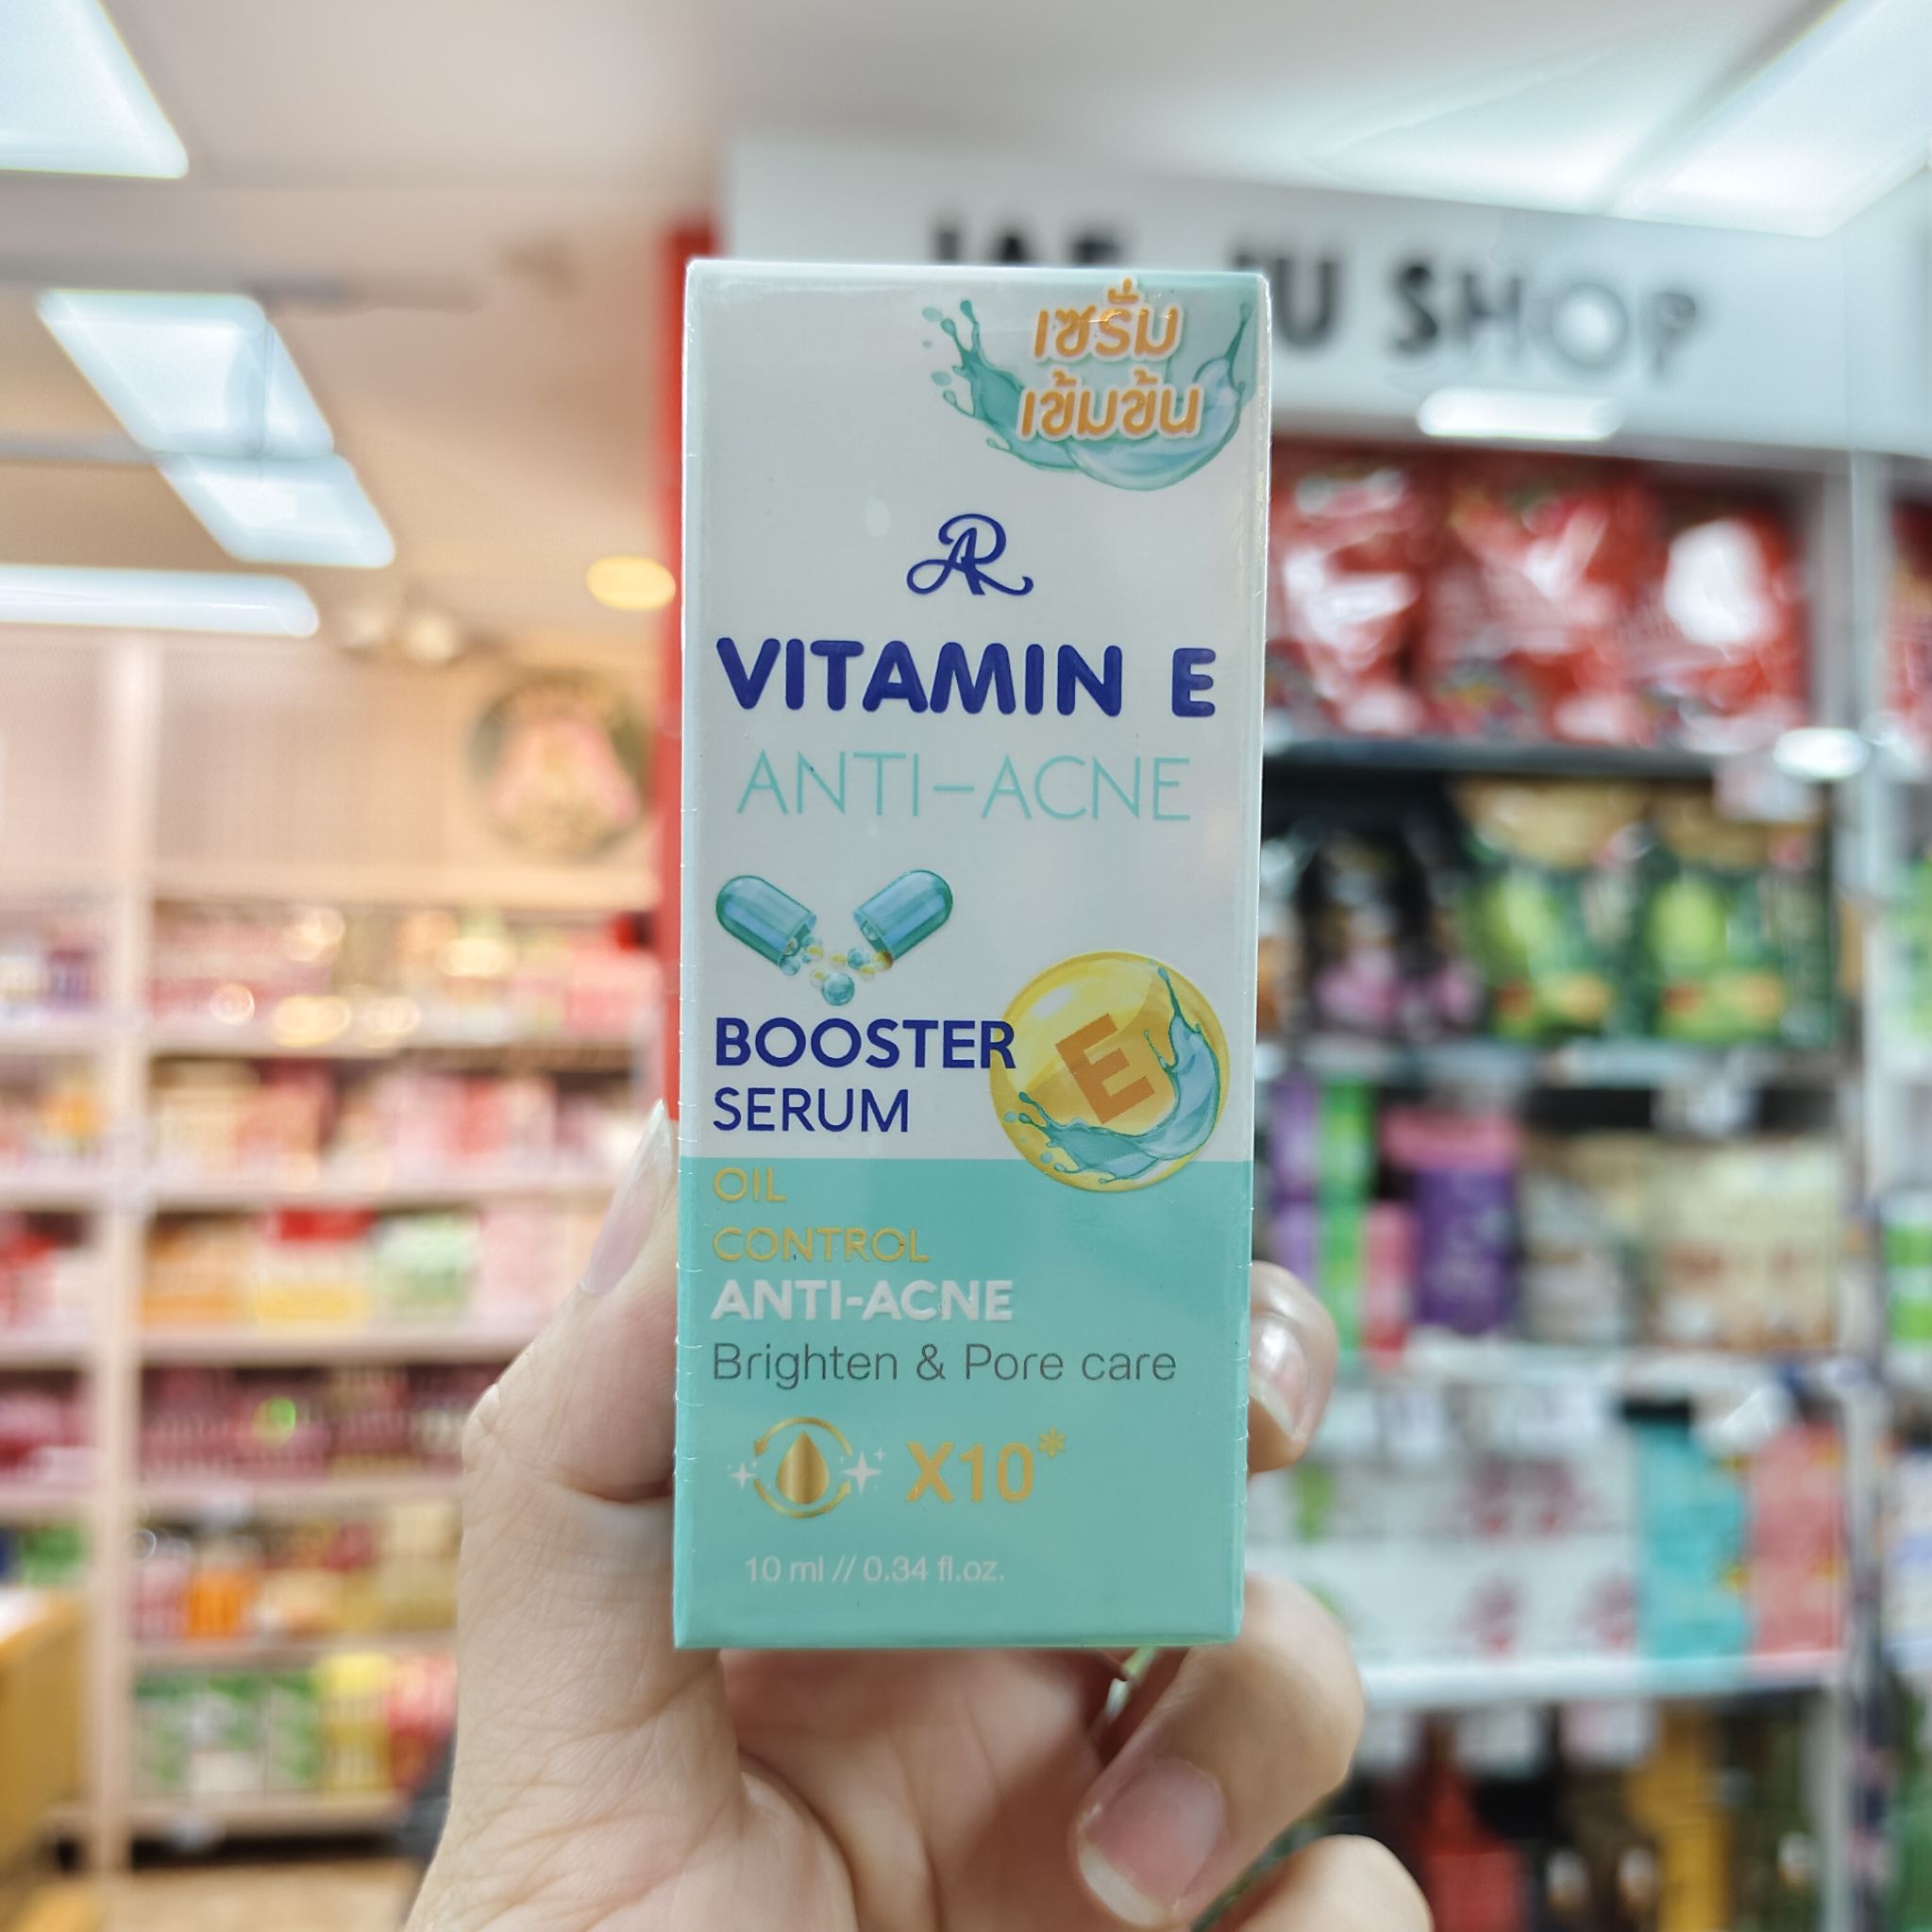 SHOP
เซรั่ม
เข้มข้น
AR
VITAMIN E
ANTI-ACNE
E
BOOSTER
SERUM
OIL
CONTROL
ANTI-ACNE
Brighten & Pore care
X10*
10 ml // 0.34 fl.oz.